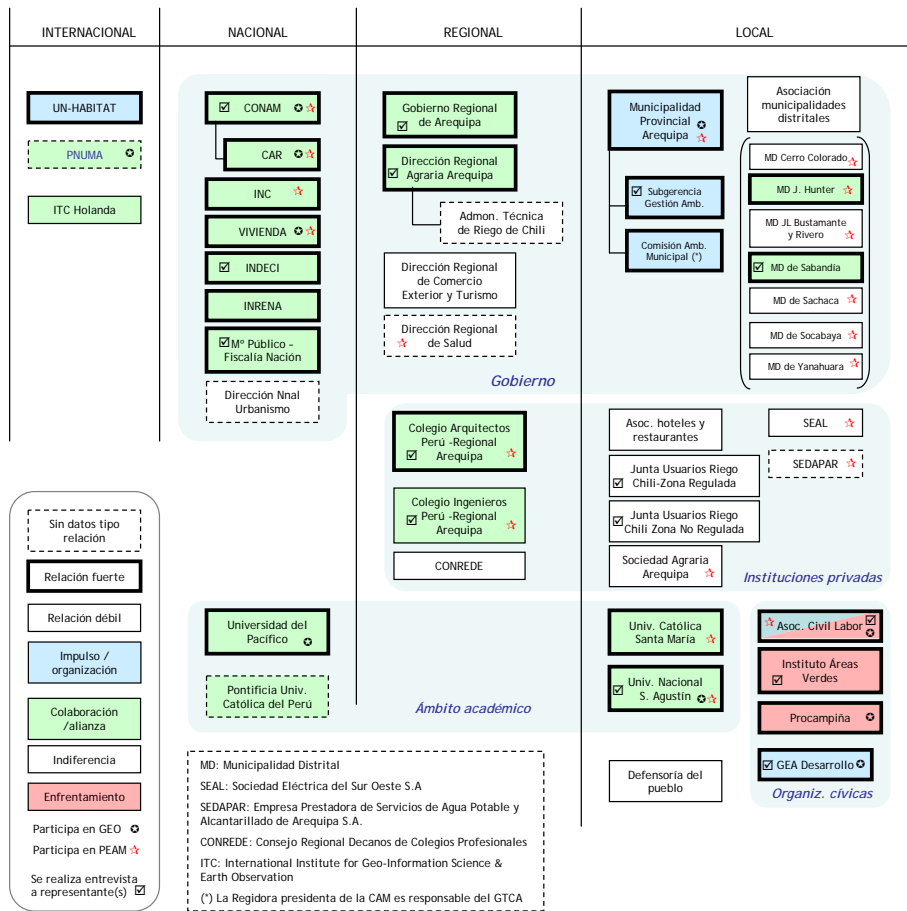 INTERNACIONAL
NACIONAL
REGIONAL
LOCAL
UN-HABITAT
PNUMA
ITC Holanda
CONAM
CAR
INC
VIVIENDA
INDECI
INRENA
Mº Público -
Fiscalía Nación
Dirección Nnal
Urbanismo
Gobierno Regional
de Arequipa
Dirección Regional
Agraria Arequipa
Admon. Técnica
de Riego de Chili
Dirección Regional
de Comercio
Exterior y Turismo
Dirección Regional
de Salud
Gobierno
Municipalidad
Provincial
Arequipa
Subgerencia
Gestión Amb.
Comisión Amb.
Municipal (*)
Asociación
municipalidades
distritales
MD Cerro Colorado
MD J. Hunter
MD JL Bustamante
y Rivero
MD de Sabandía
MD de Sachaca
MD de Socabaya
MD de Yanahuara
Colegio Arquitectos
Perú -Regional
Arequipa
Colegio Ingenieros
Perú -Regional
Arequipa
CONREDE
Asoc. hoteles y
restaurantes
Junta Usuarios Riego
Chili-Zona Regulada
Junta Usuarios Riego
Chili Zona No Regulada
Sociedad Agraria
Arequipa
SEAL
SEDAPAR
Instituciones privadas
Universidad del
Pacífico
Pontificia Univ.
Católica del Perú
Ámbito académico
Univ. Católica
Santa María
Univ. Nacional
S. Agustín
Asoc. Civil Labor
Instituto Áreas
Verdes
Procampiña
GEA Desarrollo
Organiz. cívicas
Defensoría del
pueblo
Sin datos tipo
relación
Relación fuerte
Relación débil
Impulso /
organización
Colaboración
/alianza
Indiferencia
Enfrentamiento
Participa en GEO
Participa en PEAM
Se realiza entrevista
a representante(s)
MD: Municipalidad Distrital
SEAL: Sociedad Eléctrica del Sur Oeste S.A
SEDAPAR: Empresa Prestadora de Servicios de Agua Potable y
Alcantarillado de Arequipa S.A.
CONREDE: Consejo Regional Decanos de Colegios Profesionales
ITC: International Institute for Geo-Information Science &
Earth Observation
(*) La Regidora presidenta de la CAM es responsable del GTCA